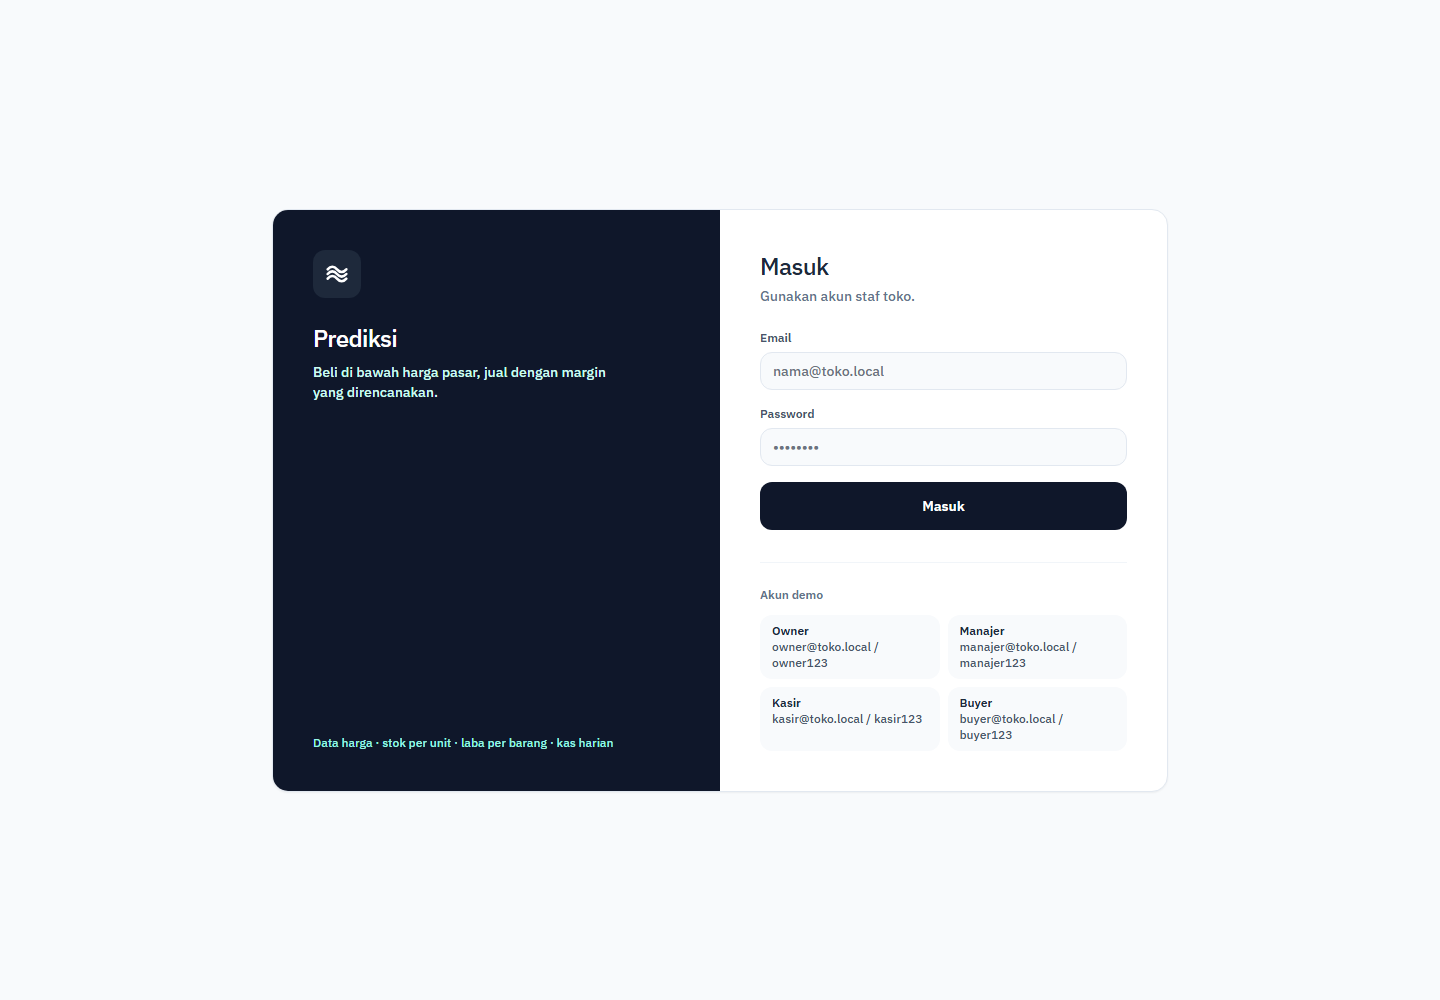 Prediksi
Beli di bawah harga pasar, jual dengan margin
yang direncanakan.
Data harga · stok per unit · laba per barang · kas harian
Masuk
Gunakan akun staf toko.
Email
nama@toko.local
Password
••••••••
Masuk
Akun demo
Owner
owner@toko.local /
owner123
Manajer
manajer@toko.local /
manajer123
Kasir
kasir@toko.local / kasir123
Buyer
buyer@toko.local /
buyer123